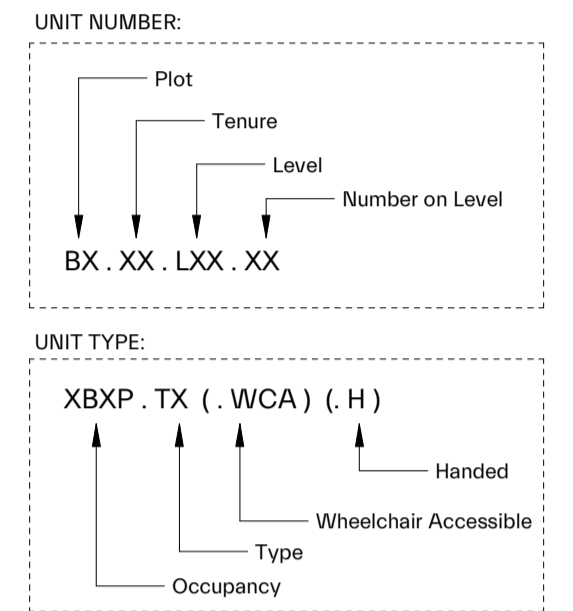 UNIT NUMBER:
Plot
Tenure
Level
Number on Level
BX . XX . LXX . XX
UNIT TYPE:
XBXP . TX ( . WCA ) (. H )
Handed
Wheelchair Accessible
Type
Occupancy